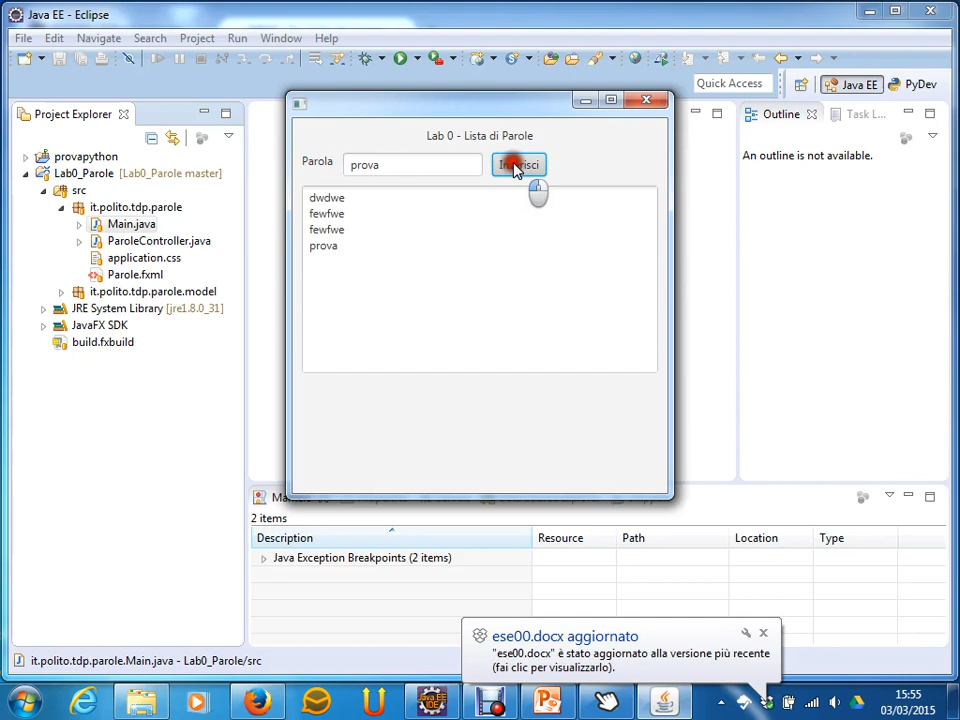 Java EE - Eclipse
File Edit Navigate Search Project Run Window Help
Quick Access
Java EE
PyDev
Project Explorer
provapython
Lab0_Parole [Lab0_Parole master]
src
it.polito.tdp.parole
Main.java
ParoleController.java
application.css
Parole.fxml
it.polito.tdp.parole.model
JRE System Library [jre1.8.0_31]
JavaFX SDK
build.fxbuild
Lab 0 - Lista di Parole
Parola
prova
dwdwe
fewfwe
fewfwe
prova
Outline
Task L...
An outline is not available.
2 items
Description Resource Path Location Type
Java Exception Breakpoints (2 items)
ese00.docx aggiornato
"ese00.docx" è stato aggiornato alla versione più recente
(fai clic per visualizzarlo).
it.polito.tdp.parole.Main.java - Lab0_Parole/src
Java EE
IDE
15:55
03/03/2015